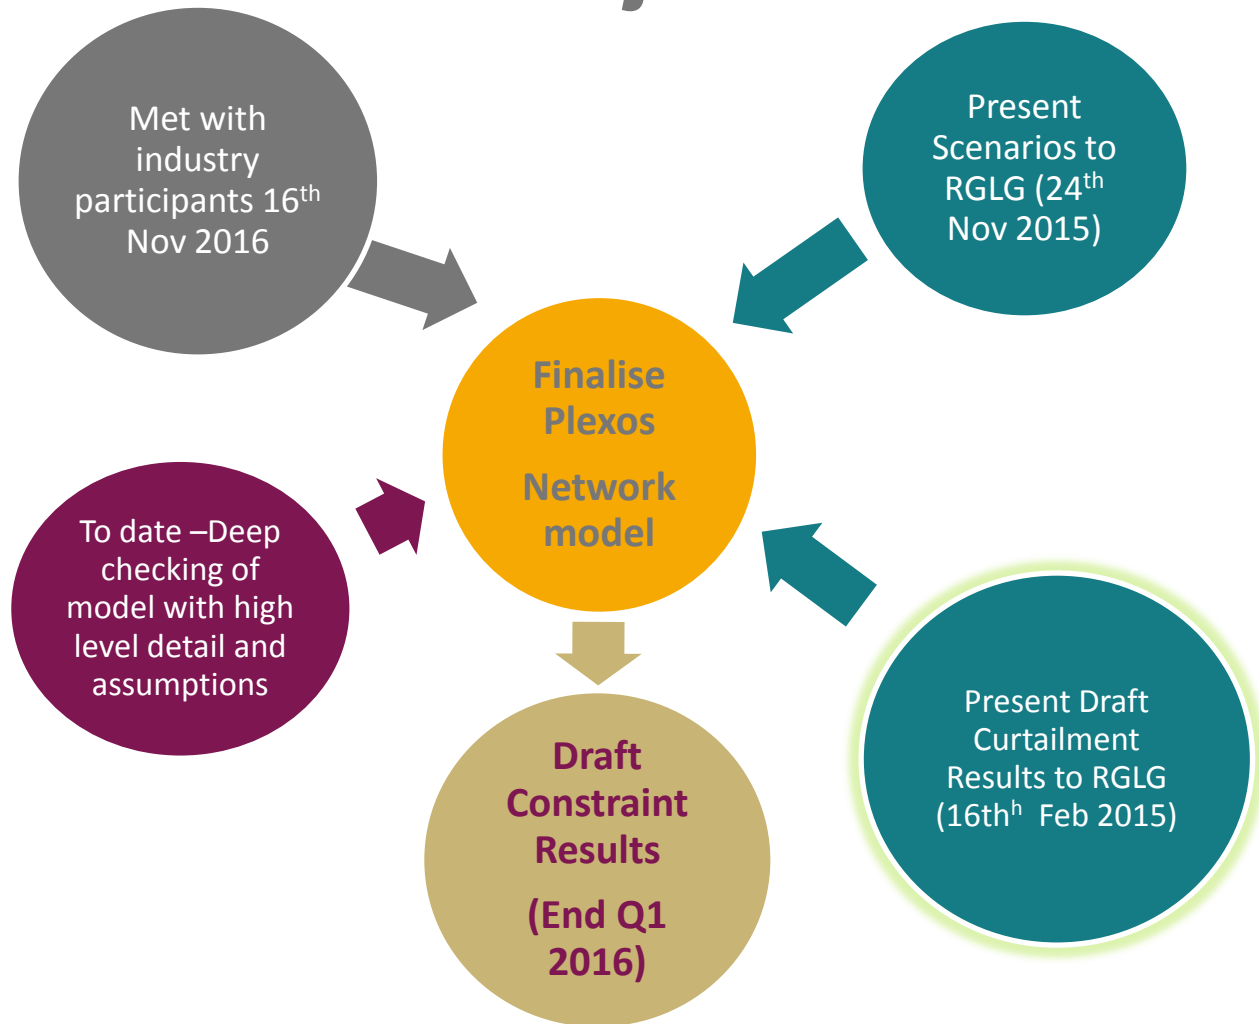 Met with
industry
participants 16th
Nov 2016
Present
Scenarios to
RGLG (24th
Nov 2015)
Finalise
Plexos
Network
model
To date –Deep
checking of
model with high
level detail and
assumptions
Present Draft
Curtailment
Results to RGLG
(16thh Feb 2015)
Draft
Constraint
Results
(End Q1
2016)